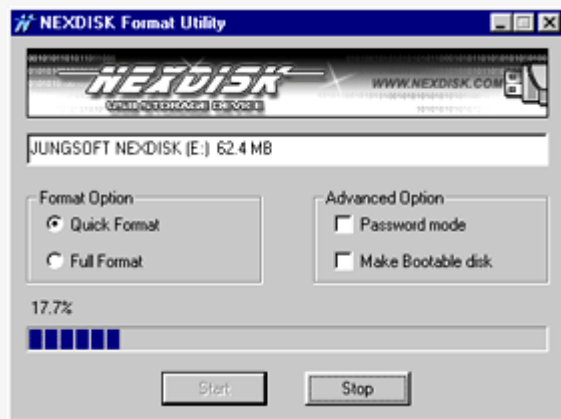 NEXDISK Format Utility
NEXDISK
USB STORAGE DEVICE
WWW.NEXDISK.COM
JUNGSOFT NEXDISK (E:) 62.4 MB
Format Option
Quick Format
Full Format
Advanced Option
Password mode
Make Bootable disk
17.7%
Start
Stop